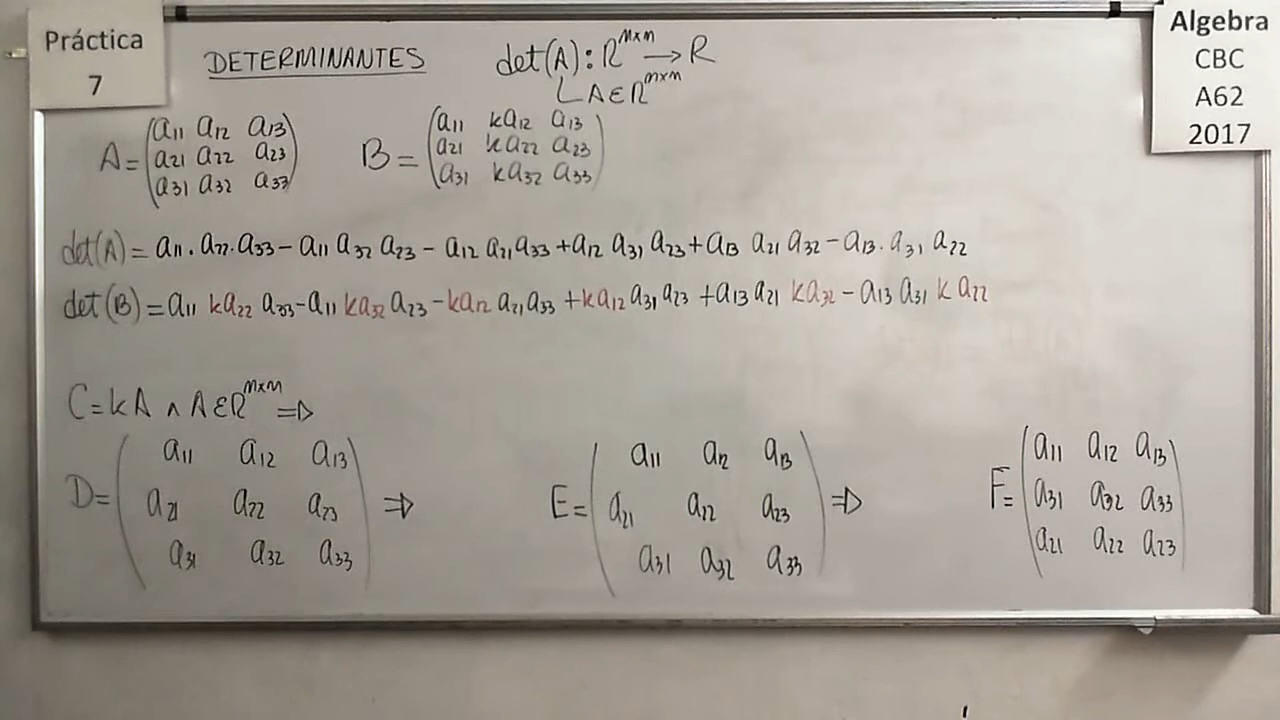 Práctica
7
DETERMINANTES
det(A): R^{n×n} → R
A ∈ R^{n×n}
Algebra
CBC
A62
2017
A = ( a11 a12 a13
a21 a22 a23
a31 a32 a33 )
B = ( a11 ka12 a13
a21 ka22 a23
a31 ka32 a33 )
det(A) = a11 . a22 . a33 − a11 a32 a23 − a12 a21 a33 + a12 a31 a23 + a13 a21 a32 − a13 . a31 a22
det(B) = a11 ka22 a33 − a11 ka32 a23 − ka12 a21 a33 + ka12 a31 a23 + a13 a21 ka32 − a13 a31 k a22
C = kA ∧ A ∈ R^{n×n} ⇒
D = ( a11 a12 a13
a21 a22 a23
a31 a32 a33 ) ⇒
E = ( a11 a12 a13
a21 a22 a23
a31 a32 a33 ) ⇒
F = ( a11 a12 a13
a31 a32 a33
a21 a22 a23 )